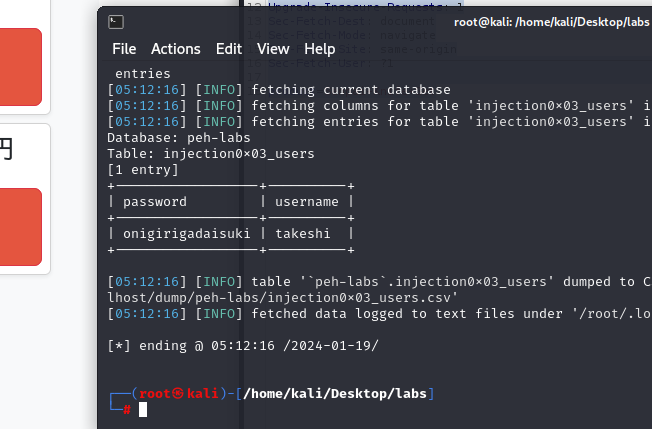 root@kali: /home/kali/Desktop/labs
File Actions Edit View Help
円
entries
[05:12:16] [INFO] fetching current database
[05:12:16] [INFO] fetching columns for table 'injection0×03_users' i
[05:12:16] [INFO] fetching entries for table 'injection0×03_users' i
Database: peh-labs
Table: injection0×03_users
[1 entry]
+------------------+----------+
| password | username |
+------------------+----------+
| onigirigadaisuki | takeshi |
+------------------+----------+
[05:12:16] [INFO] table '`peh-labs`.injection0×03_users' dumped to C
lhost/dump/peh-labs/injection0×03_users.csv'
[05:12:16] [INFO] fetched data logged to text files under '/root/.lo
[*] ending @ 05:12:16 /2024-01-19/
(root㉿kali)-[/home/kali/Desktop/labs]
#